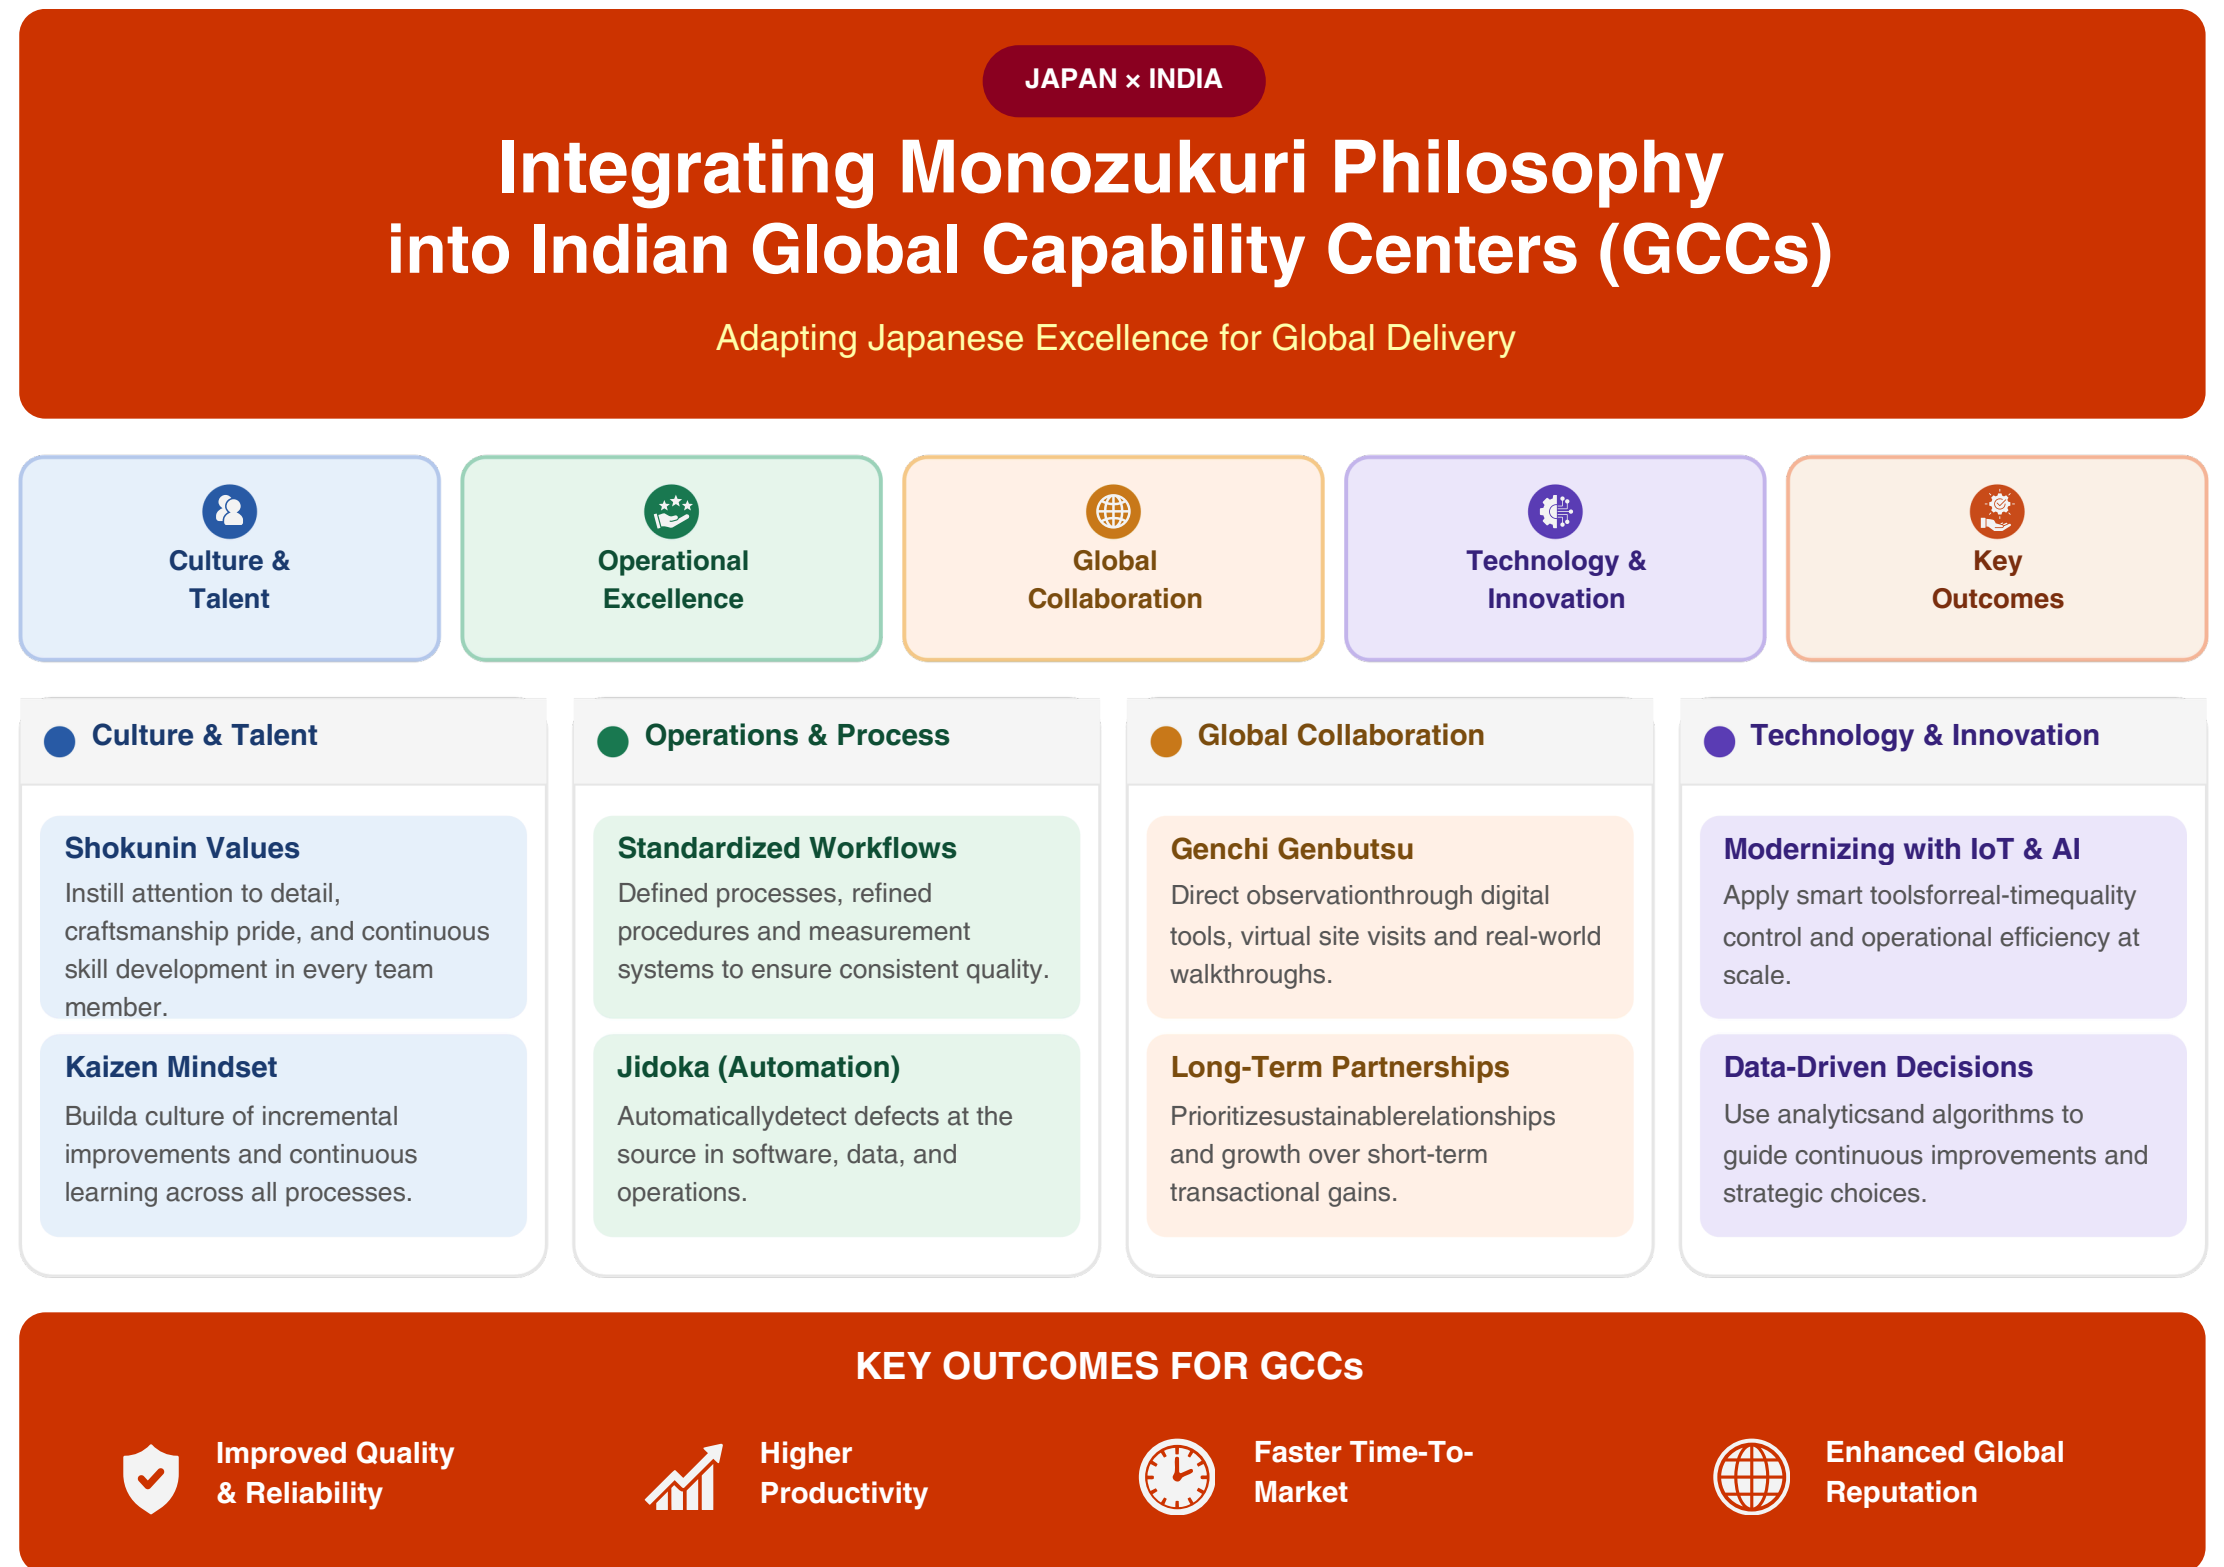 JAPAN × INDIA
Integrating Monozukuri Philosophy
into Indian Global Capability Centers (GCCs)
Adapting Japanese Excellence for Global Delivery
Culture &
Talent
Operational
Excellence
Global
Collaboration
Technology &
Innovation
Key
Outcomes
Culture & Talent
Shokunin Values
Instill attention to detail,
craftsmanship pride, and continuous
skill development in every team
member.
Kaizen Mindset
Builda culture of incremental
improvements and continuous
learning across all processes.
Operations & Process
Standardized Workflows
Defined processes, refined
procedures and measurement
systems to ensure consistent quality.
Jidoka (Automation)
Automaticallydetect defects at the
source in software, data, and
operations.
Global Collaboration
Genchi Genbutsu
Direct observationthrough digital
tools, virtual site visits and real-world
walkthroughs.
Long-Term Partnerships
Prioritizesustainablerelationships
and growth over short-term
transactional gains.
Technology & Innovation
Modernizing with IoT & AI
Apply smart toolsforreal-timequality
control and operational efficiency at
scale.
Data-Driven Decisions
Use analyticsand algorithms to
guide continuous improvements and
strategic choices.
KEY OUTCOMES FOR GCCs
Improved Quality
& Reliability
Higher
Productivity
Faster Time-To-
Market
Enhanced Global
Reputation